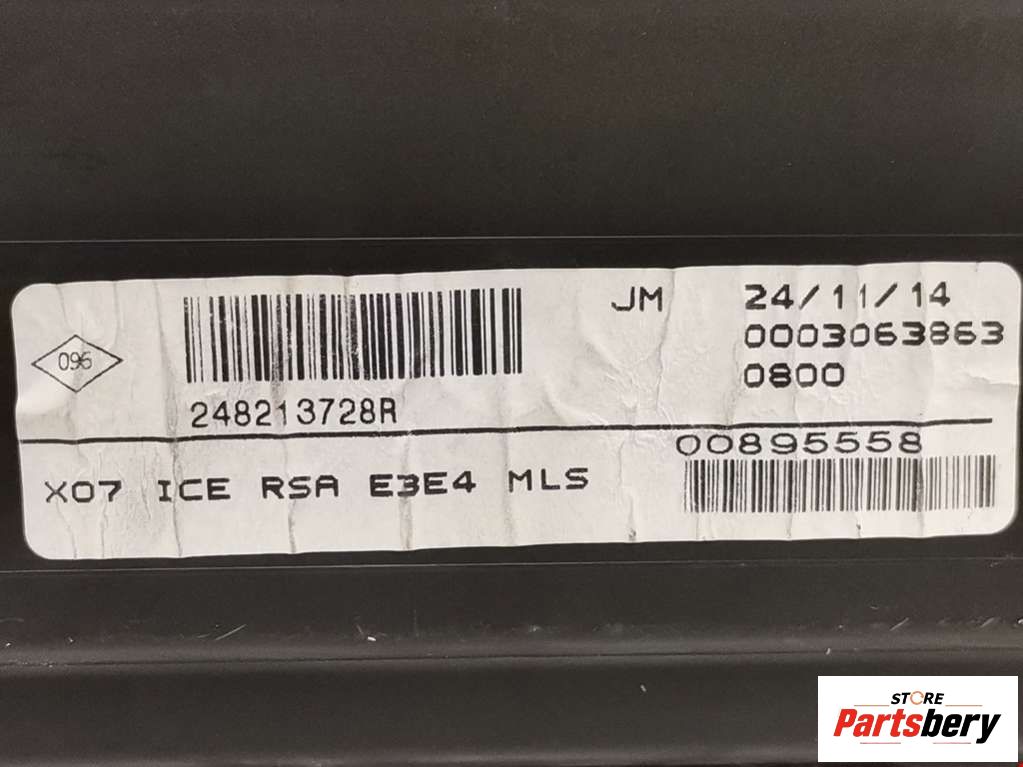 JM
24/11/14
0003063863
0800
096
248213728R
00895558
X07 ICE RSA E3E4 MLS
STORE
Partsbery